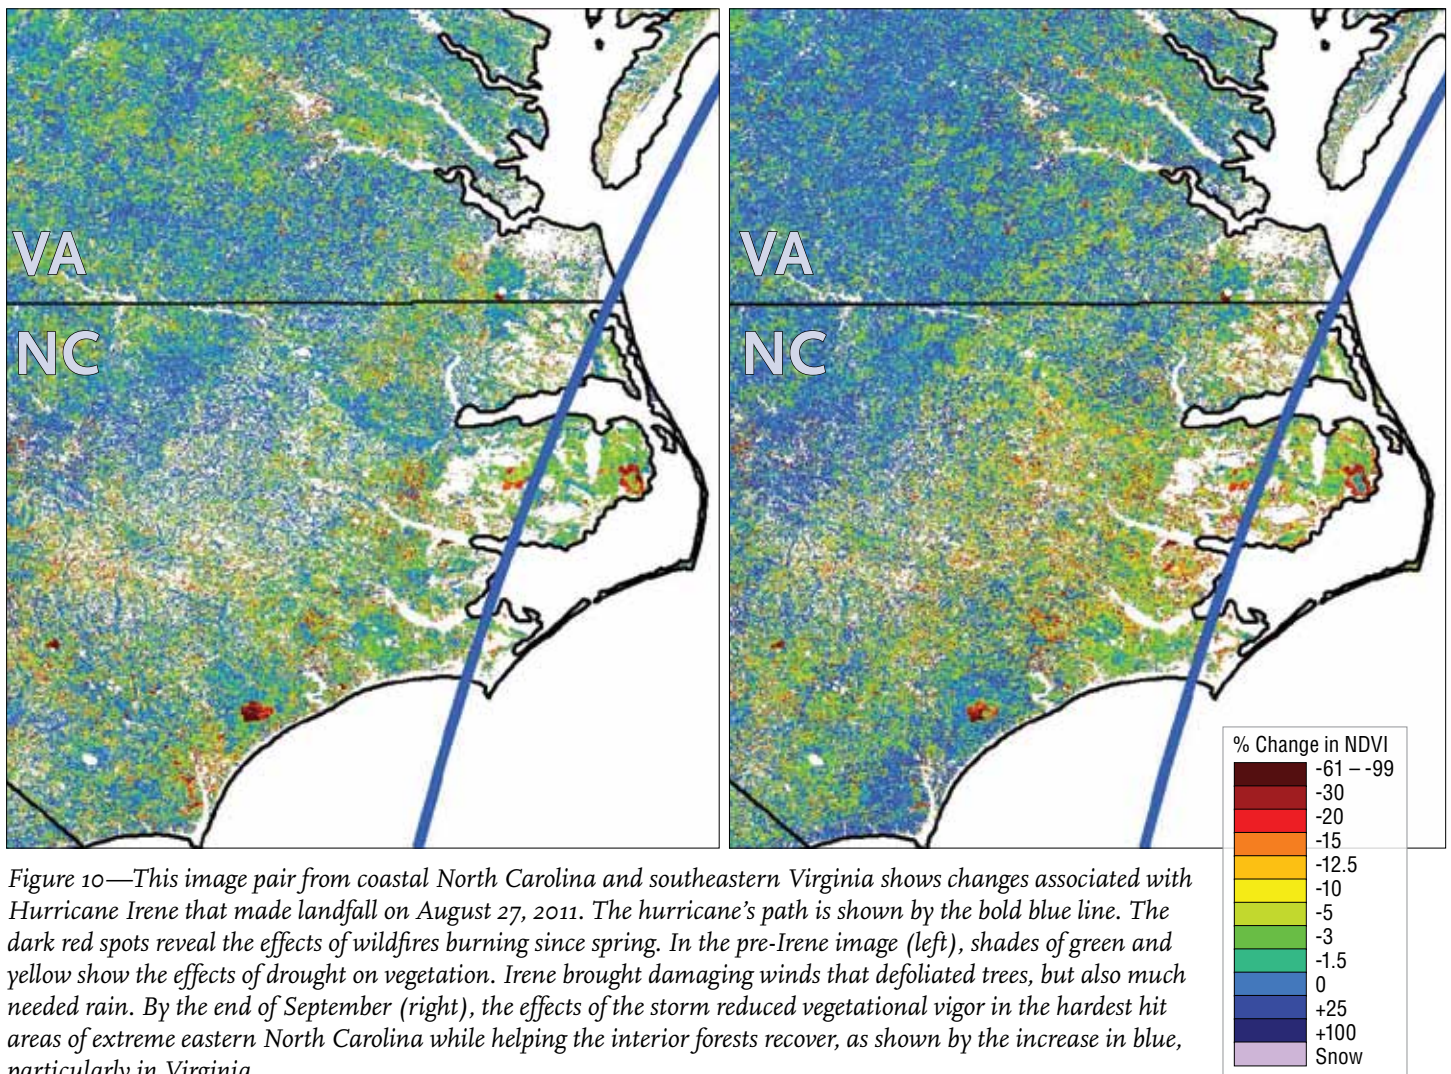 VA
NC
VA
NC
% Change in NDVI
-61 – -99
-30
-20
-15
-12.5
-10
-5
-3
-1.5
0
+25
+100
Snow
Figure 10—This image pair from coastal North Carolina and southeastern Virginia shows changes associated with
Hurricane Irene that made landfall on August 27, 2011. The hurricane's path is shown by the bold blue line. The
dark red spots reveal the effects of wildfires burning since spring. In the pre-Irene image (left), shades of green and
yellow show the effects of drought on vegetation. Irene brought damaging winds that defoliated trees, but also much
needed rain. By the end of September (right), the effects of the storm reduced vegetational vigor in the hardest hit
areas of extreme eastern North Carolina while helping the interior forests recover, as shown by the increase in blue,
particularly in Virginia